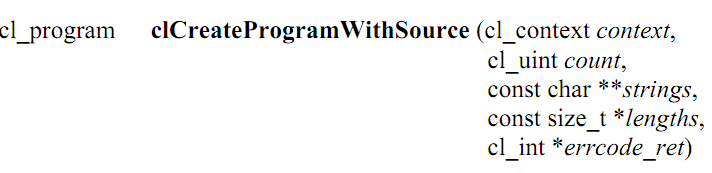 cl_program clCreateProgramWithSource (cl_context context,
cl_uint count,
const char **strings,
const size_t *lengths,
cl_int *errcode_ret)